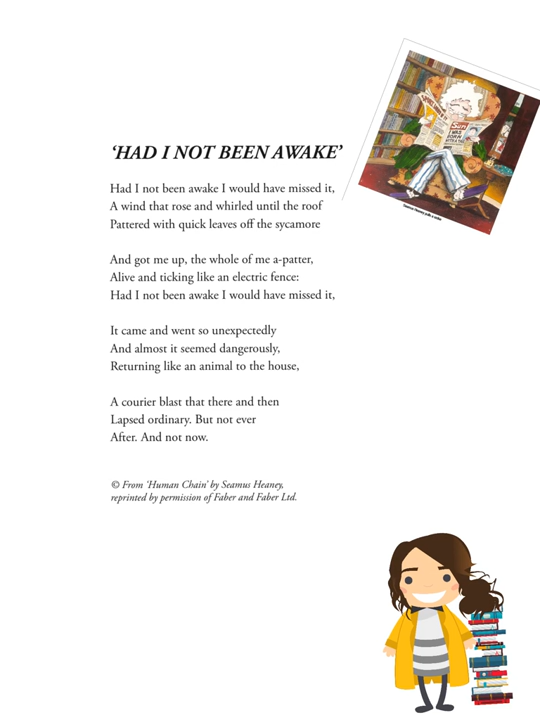 ‘HAD I NOT BEEN AWAKE’
Had I not been awake I would have missed it,
A wind that rose and whirled until the roof
Pattered with quick leaves off the sycamore
And got me up, the whole of me a-patter,
Alive and ticking like an electric fence:
Had I not been awake I would have missed it,
It came and went so unexpectedly
And almost it seemed dangerously,
Returning like an animal to the house,
A courier blast that there and then
Lapsed ordinary. But not ever
After. And not now.
© From ‘Human Chain’ by Seamus Heaney,
reprinted by permission of Faber and Faber Ltd.